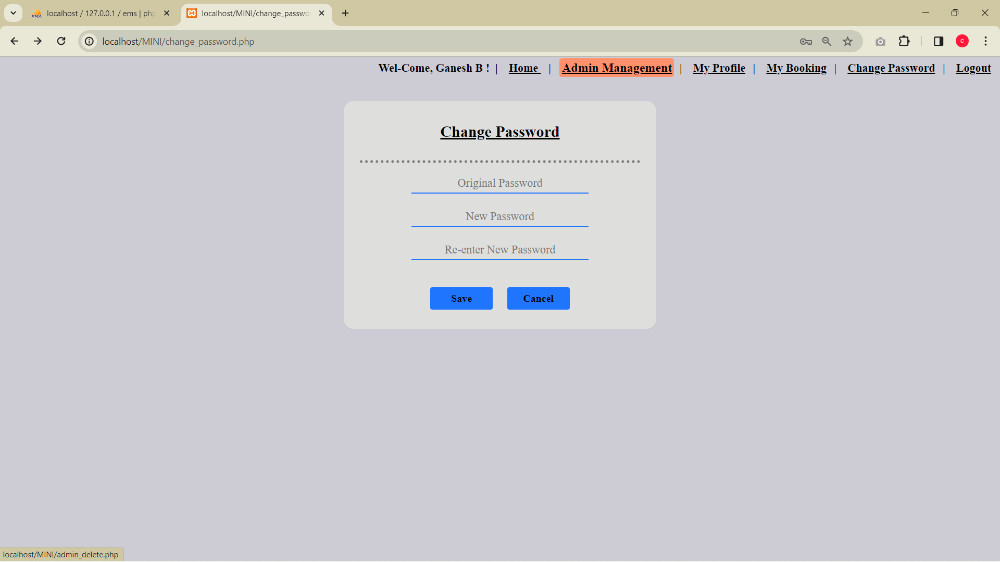 localhost / 127.0.0.1 / ems | php
localhost/MINI/change_passwo
localhost/MINI/change_password.php
C
Wel-Come, Ganesh B ! | Home | Admin Management | My Profile | My Booking | Change Password | Logout
Change Password
Original Password
New Password
Re-enter New Password
Save Cancel
localhost/MINI/admin_delete.php
PMA